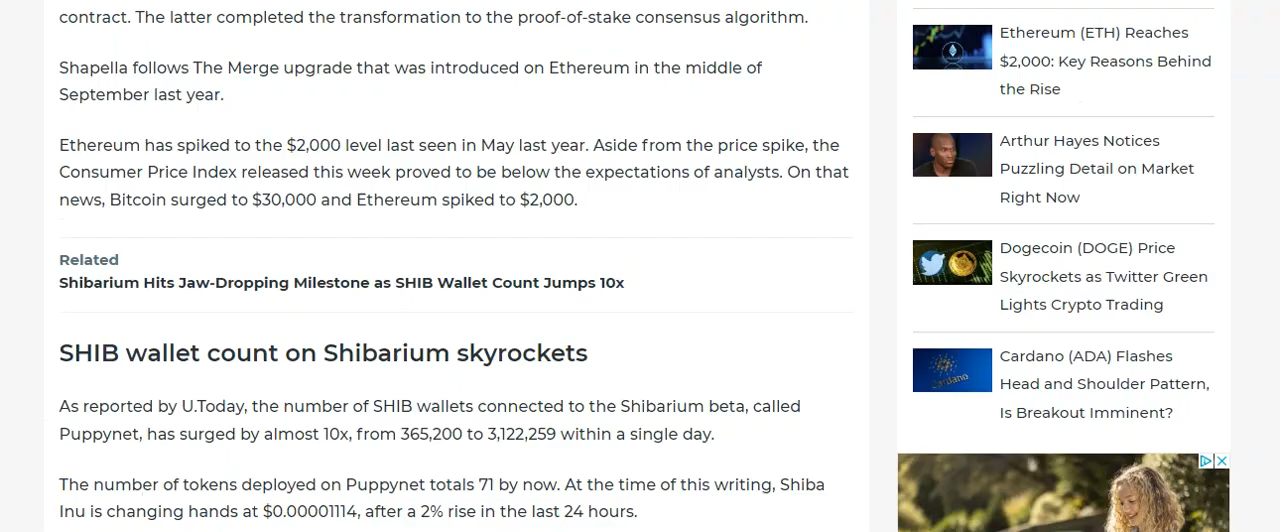 contract. The latter completed the transformation to the proof-of-stake consensus algorithm.
Shapella follows The Merge upgrade that was introduced on Ethereum in the middle of
September last year.
Ethereum has spiked to the $2,000 level last seen in May last year. Aside from the price spike, the
Consumer Price Index released this week proved to be below the expectations of analysts. On that
news, Bitcoin surged to $30,000 and Ethereum spiked to $2,000.
Related
Shibarium Hits Jaw-Dropping Milestone as SHIB Wallet Count Jumps 10x
SHIB wallet count on Shibarium skyrockets
As reported by U.Today, the number of SHIB wallets connected to the Shibarium beta, called
Puppynet, has surged by almost 10x, from 365,200 to 3,122,259 within a single day.
The number of tokens deployed on Puppynet totals 71 by now. At the time of this writing, Shiba
Inu is changing hands at $0.00001114, after a 2% rise in the last 24 hours.
Ethereum (ETH) Reaches
$2,000: Key Reasons Behind
the Rise
Arthur Hayes Notices
Puzzling Detail on Market
Right Now
Dogecoin (DOGE) Price
Skyrockets as Twitter Green
Lights Crypto Trading
Cardano (ADA) Flashes
Head and Shoulder Pattern,
Is Breakout Imminent?
Cardano